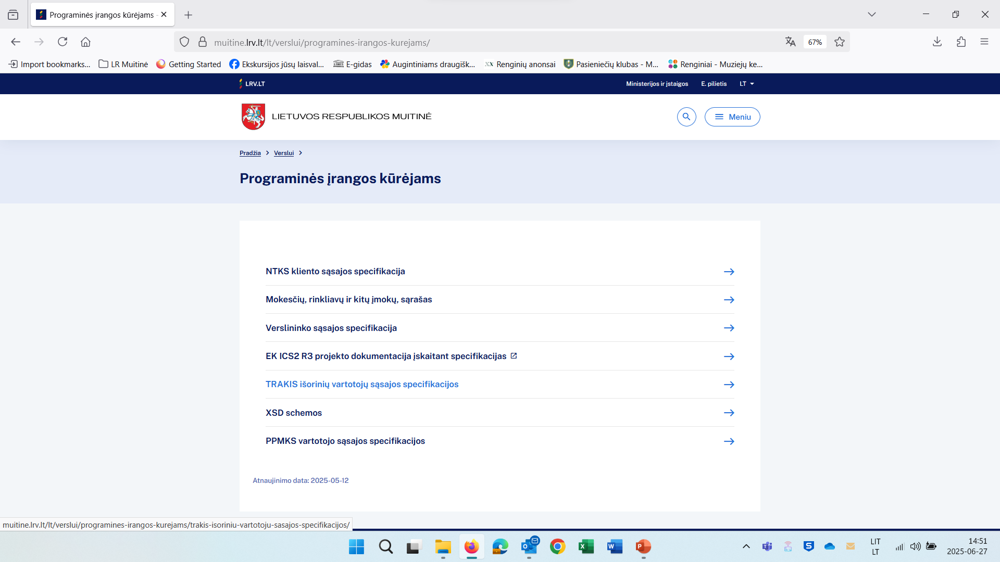 Programinės įrangos kūrėjams -
muitine.lrv.lt/lt/verslui/programines-irangos-kurejams/
67%
Import bookmarks...
LR Muitinė
Getting Started
Ekskursijos jūsų laisval...
E-gidas
Augintiniams draugišk...
Renginių anonsai
Pasieniečių klubas - M...
Renginiai - Muziejų ke...
LRV.LT
Ministerijos ir įstaigos
E. pilietis
LT
LIETUVOS RESPUBLIKOS MUITINĖ
Meniu
Pradžia
Verslui
Programinės įrangos kūrėjams
NTKS kliento sąsajos specifikacija
Mokesčių, rinkliavų ir kitų įmokų, sąrašas
Verslininko sąsajos specifikacija
EK ICS2 R3 projekto dokumentacija įskaitant specifikacijas
TRAKIS išorinių vartotojų sąsajos specifikacijos
XSD schemos
PPMKS vartotojo sąsajos specifikacijos
Atnaujinimo data: 2025-05-12
muitine.lrv.lt/lt/verslui/programines-irangos-kurejams/trakis-isoriniu-vartotoju-sasajos-specifikacijos/
LIT
LT
14:51
2025-06-27